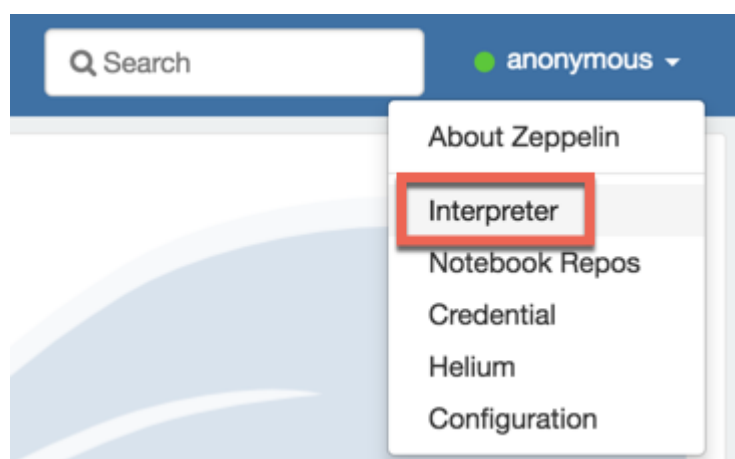 Search
anonymous
About Zeppelin
Interpreter
Notebook Repos
Credential
Helium
Configuration